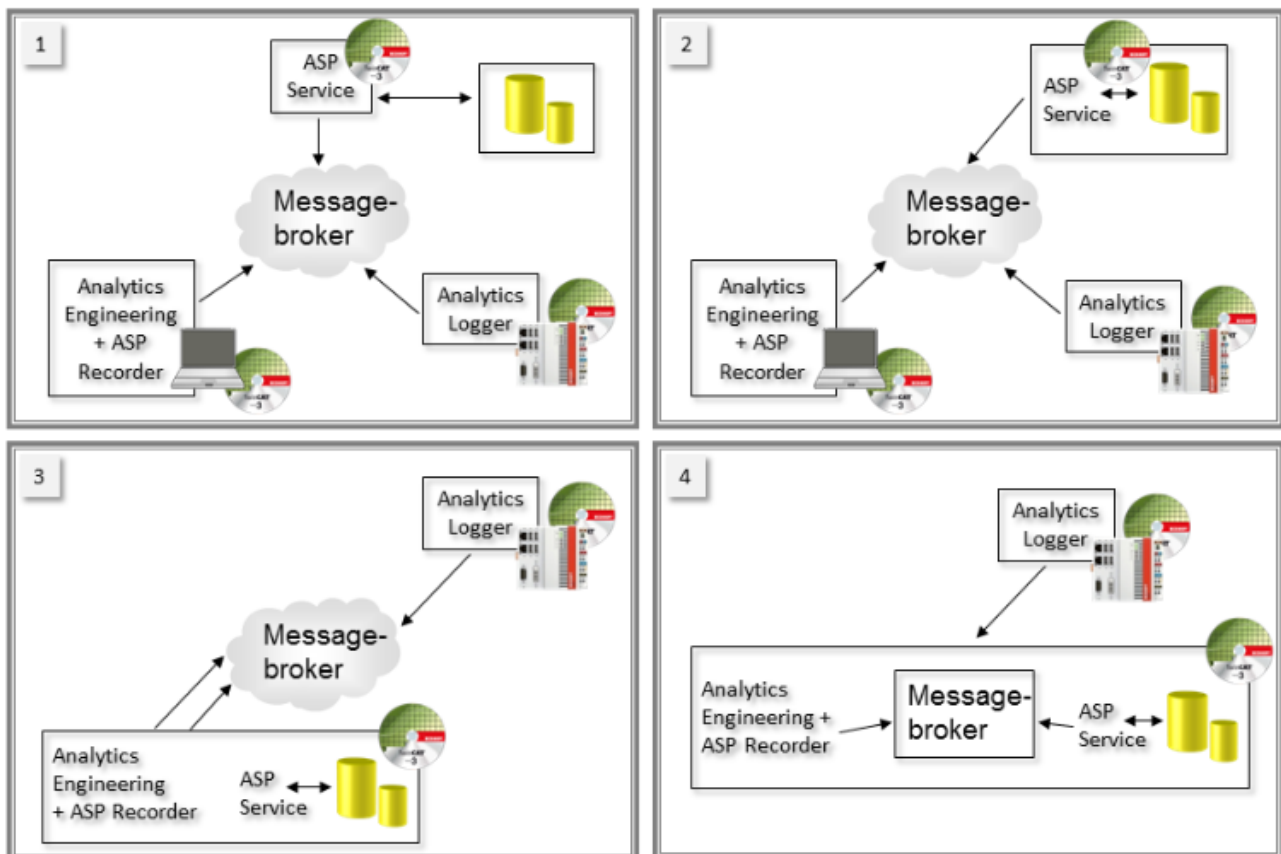 1
ASP
Service
Message-
broker
Analytics
Engineering
+ ASP
Recorder
Analytics
Logger
2
ASP
Service
Message-
broker
Analytics
Engineering
+ ASP
Recorder
Analytics
Logger
3
Analytics
Logger
Message-
broker
Analytics
Engineering
+ ASP Recorder
ASP
Service
4
Analytics
Logger
Analytics
Engineering +
ASP Recorder
Message-
broker
ASP
Service